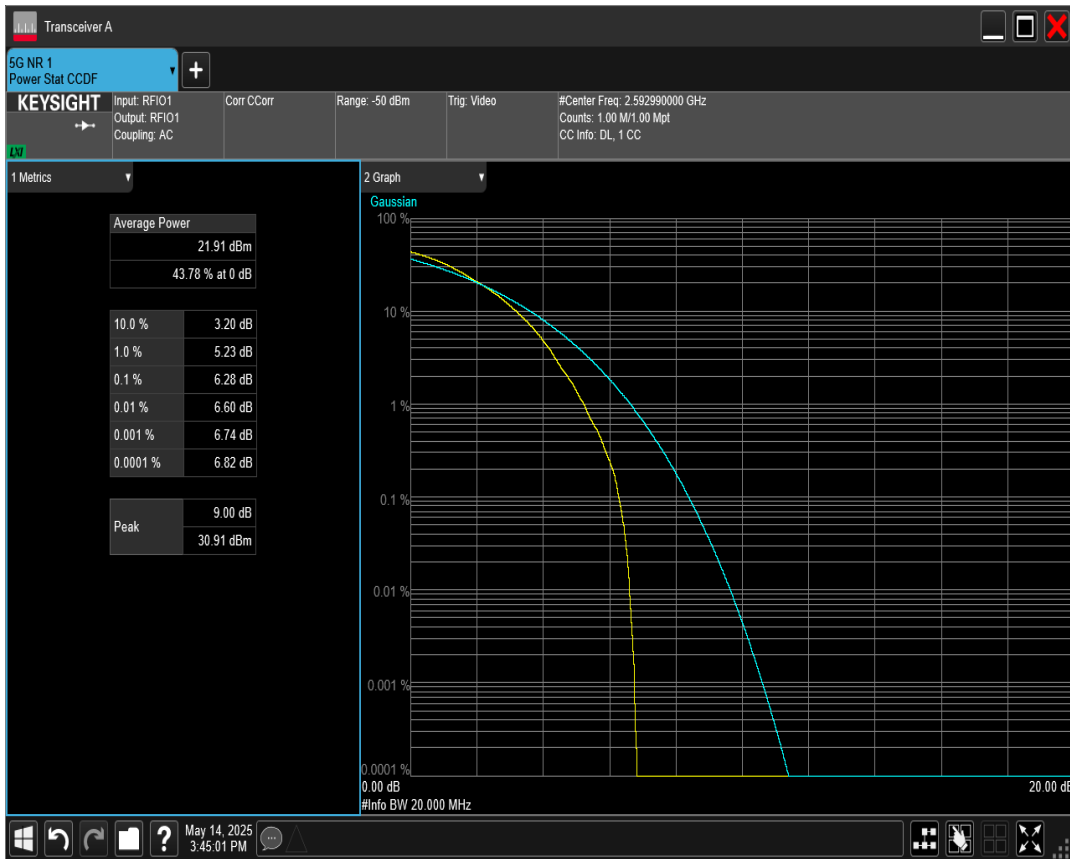 Transceiver A
5G NR 1
Power Stat CCDF
+
KEYSIGHT
LXI
Input: RFIO1
Output: RFIO1
Coupling: AC
Corr CCorr
Range: -50 dBm
Trig: Video
#Center Freq: 2.592990000 GHz
Counts: 1.00 M/1.00 Mpt
CC Info: DL, 1 CC
1 Metrics
Average Power
21.91 dBm
43.78 % at 0 dB
10.0 % 3.20 dB
1.0 % 5.23 dB
0.1 % 6.28 dB
0.01 % 6.60 dB
0.001 % 6.74 dB
0.0001 % 6.82 dB
Peak 9.00 dB
30.91 dBm
2 Graph
Gaussian
100 %
10 %
1 %
0.1 %
0.01 %
0.001 %
0.0001 %
0.00 dB 20.00 dB
#Info BW 20.000 MHz
? May 14, 2025
3:45:01 PM